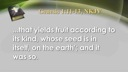 ...that yields fruit according to
its kind, whose seed is in
itself, on the earth'; and it
was so.